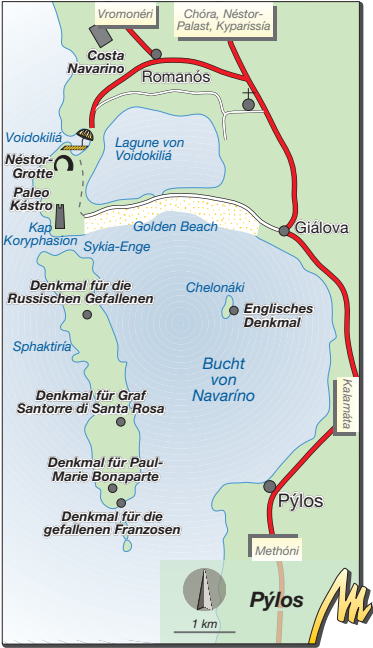 Vromonéri
Chóra, Néstor-
Palast, Kyparissía
Costa
Navarino
Romanós
Voidokiliá
Lagune von
Voidokiliá
Néstor-
Grotte
Paleo
Kástro
Kap
Koryphasion
Golden Beach
Giálova
Sykia-Enge
Denkmal für die
Russischen Gefallenen
Chelonáki
Englisches
Denkmal
Sphaktiría
Bucht
von
Navaríno
Kalamáta
Denkmal für Graf
Santorre di Santa Rosa
Denkmal für Paul-
Marie Bonaparte
Pýlos
Denkmal für die
gefallenen Franzosen
Methóni
Pýlos
1 km